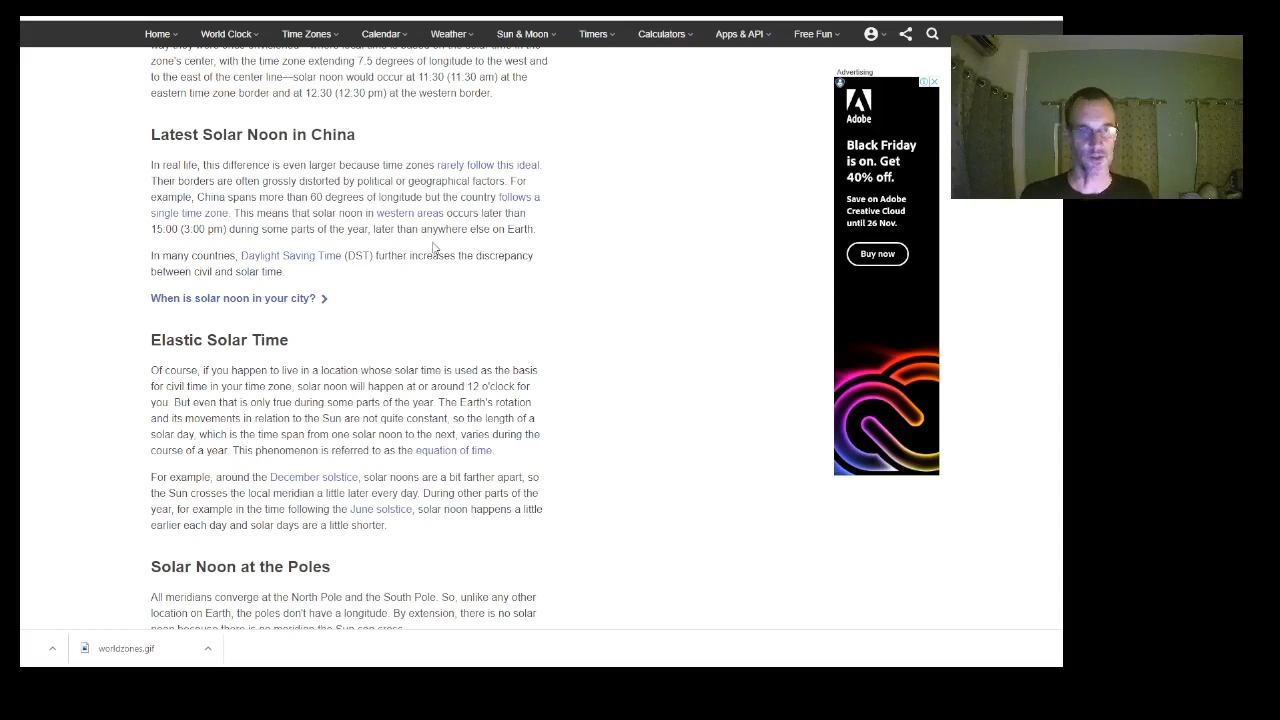 Home World Clock Time Zones Calendar Weather Sun & Moon Timers Calculators Apps & API Free Fun
zone's center, with the time zone extending 7.5 degrees of longitude to the west and
to the east of the center line—solar noon would occur at 11:30 (11:30 am) at the
eastern time zone border and at 12:30 (12:30 pm) at the western border.
Latest Solar Noon in China
In real life, this difference is even larger because time zones rarely follow this ideal.
Their borders are often grossly distorted by political or geographical factors. For
example, China spans more than 60 degrees of longitude but the country follows a
single time zone. This means that solar noon in western areas occurs later than
15:00 (3:00 pm) during some parts of the year, later than anywhere else on Earth.
In many countries, Daylight Saving Time (DST) further increases the discrepancy
between civil and solar time.
When is solar noon in your city?
Elastic Solar Time
Of course, if you happen to live in a location whose solar time is used as the basis
for civil time in your time zone, solar noon will happen at or around 12 o'clock for
you. But even that is only true during some parts of the year. The Earth's rotation
and its movements in relation to the Sun are not quite constant, so the length of a
solar day, which is the time span from one solar noon to the next, varies during the
course of a year. This phenomenon is referred to as the equation of time.
For example, around the December solstice, solar noons are a bit farther apart, so
the Sun crosses the local meridian a little later every day. During other parts of the
year, for example in the time following the June solstice, solar noon happens a little
earlier each day and solar days are a little shorter.
Solar Noon at the Poles
All meridians converge at the North Pole and the South Pole. So, unlike any other
location on Earth, the poles don't have a longitude. By extension, there is no solar
noon because there is no meridian the Sun can cross.
Advertising
Adobe
Black Friday
is on. Get
40% off.
Save on Adobe
Creative Cloud
until 26 Nov.
Buy now
worldzones.gif